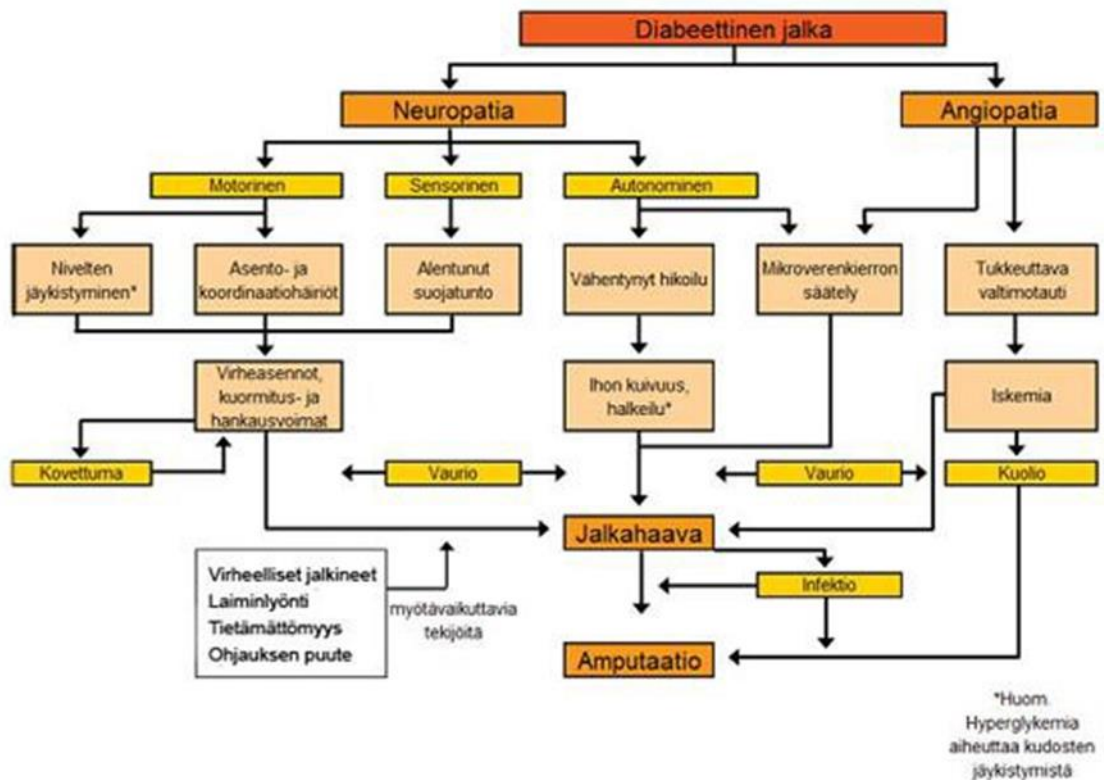 Diabeettinen jalka
Neuropatia
Angiopatia
Motorinen
Sensorinen
Autonominen
Nivelten
jäykistyminen*
Asento- ja
koordinaatiohäiriöt
Alentunut
suojatunto
Vähentynyt hikoilu
Mikroverenkierron
säätely
Tukkeuttava
valtimotauti
Virheasennot,
kuormitus- ja
hankausvoimat
Ihon kuivuus,
halkeilu*
Iskemia
Kovettuma
Vaurio
Vaurio
Kuolio
Jalkahaava
Virheelliset jalkineet
Laiminlyönti
Tietämättömyys
Ohjauksen puute
myötävaikuttavia
tekijöitä
Infektio
Amputaatio
*Huom.
Hyperglykemia
aiheuttaa kudosten
jäykistymistä